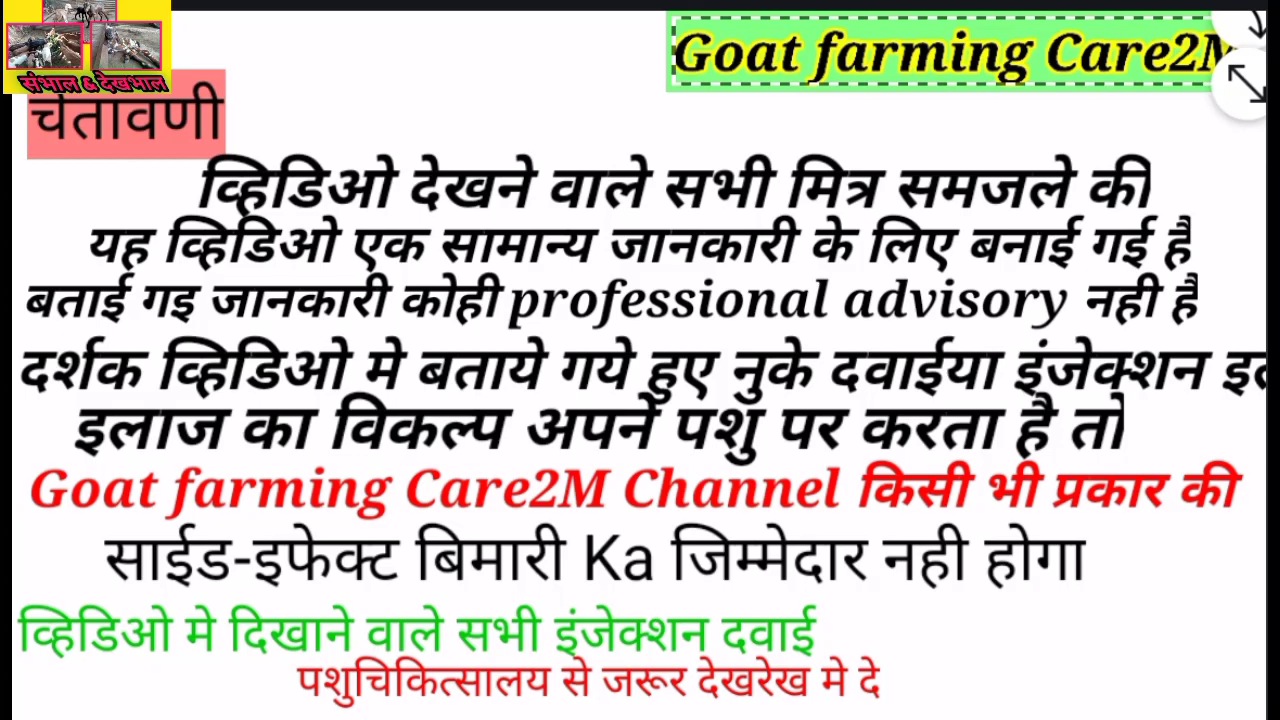 संभाल & देखभाल
Goat farming Care2M
चेतावणी
व्हिडिओ देखने वाले सभी मित्र समजले की
यह व्हिडिओ एक सामान्य जानकारी के लिए बनाई गई है
बताई गइ जानकारी कोही professional advisory नही है
दर्शक व्हिडिओ मे बताये गये हुए नुके दवाईया इंजेक्शन
इलाज का विकल्प अपने पशु पर करता है तो
Goat farming Care2M Channel किसी भी प्रकार की
साईड-इफेक्ट बिमारी Ka जिम्मेदार नही होगा
व्हिडिओ मे दिखाने वाले सभी इंजेक्शन दवाई
पशुचिकित्सालय से जरूर देखरेख मे दे